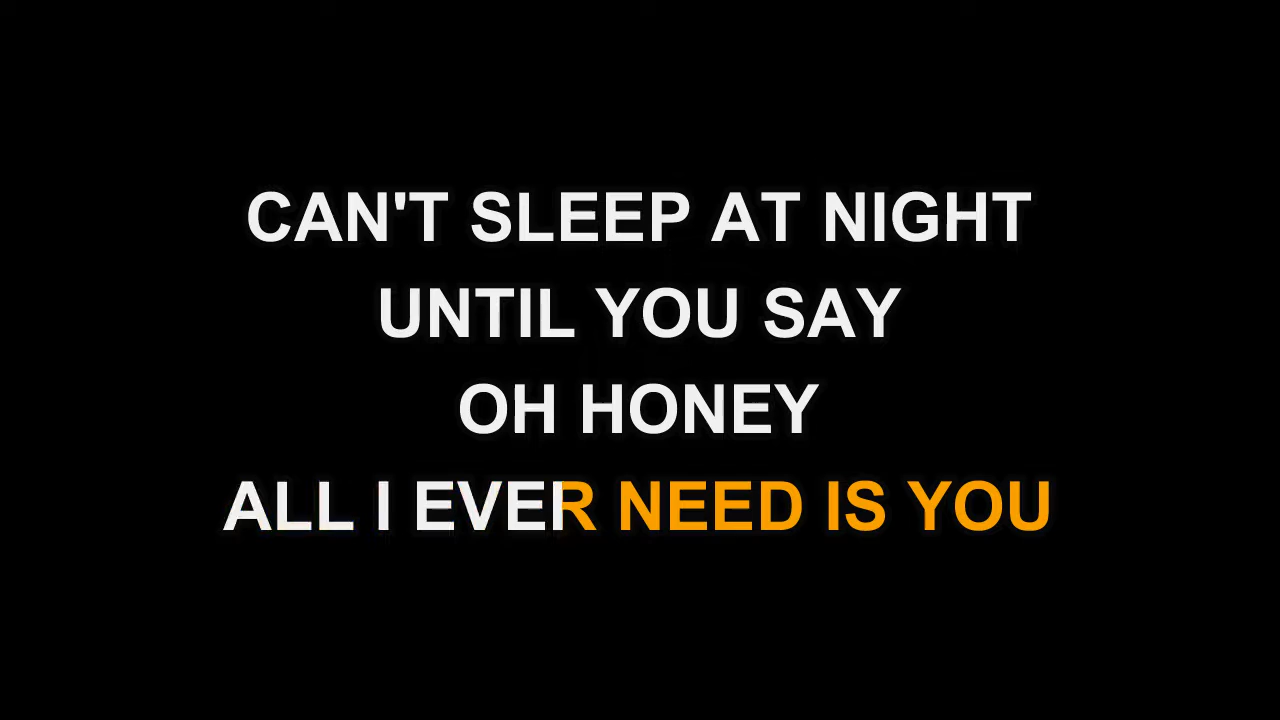 CAN'T SLEEP AT NIGHT
UNTIL YOU SAY
OH HONEY
ALL I EVER NEED IS YOU